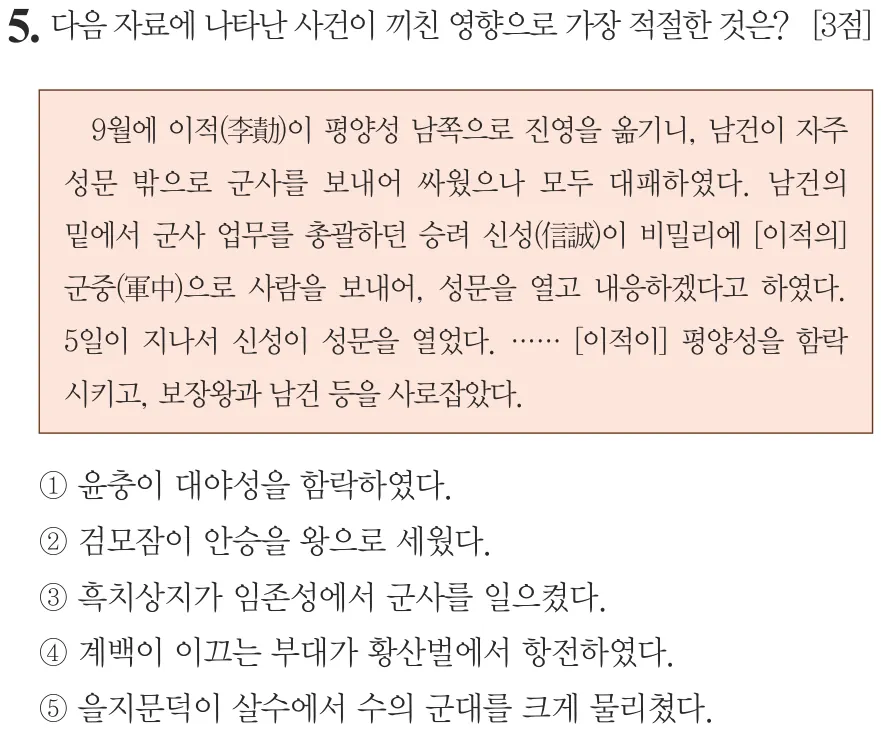 5. 다음 자료에 나타난 사건이 끼친 영향으로 가장 적절한 것은? [3점]
9월에 이적(李勣)이 평양성 남쪽으로 진영을 옮기니, 남건이 자주
성문 밖으로 군사를 보내어 싸웠으나 모두 대패하였다. 남건의
밑에서 군사 업무를 총괄하던 승려 신성(信誠)이 비밀리에 [이적의]
군중(軍中)으로 사람을 보내어, 성문을 열고 내응하겠다고 하였다.
5일이 지나서 신성이 성문을 열었다. …… [이적이] 평양성을 함락
시키고, 보장왕과 남건 등을 사로잡았다.
① 윤충이 대야성을 함락하였다.
② 검모잠이 안승을 왕으로 세웠다.
③ 흑치상지가 임존성에서 군사를 일으켰다.
④ 계백이 이끄는 부대가 황산벌에서 항전하였다.
⑤ 을지문덕이 살수에서 수의 군대를 크게 물리쳤다.